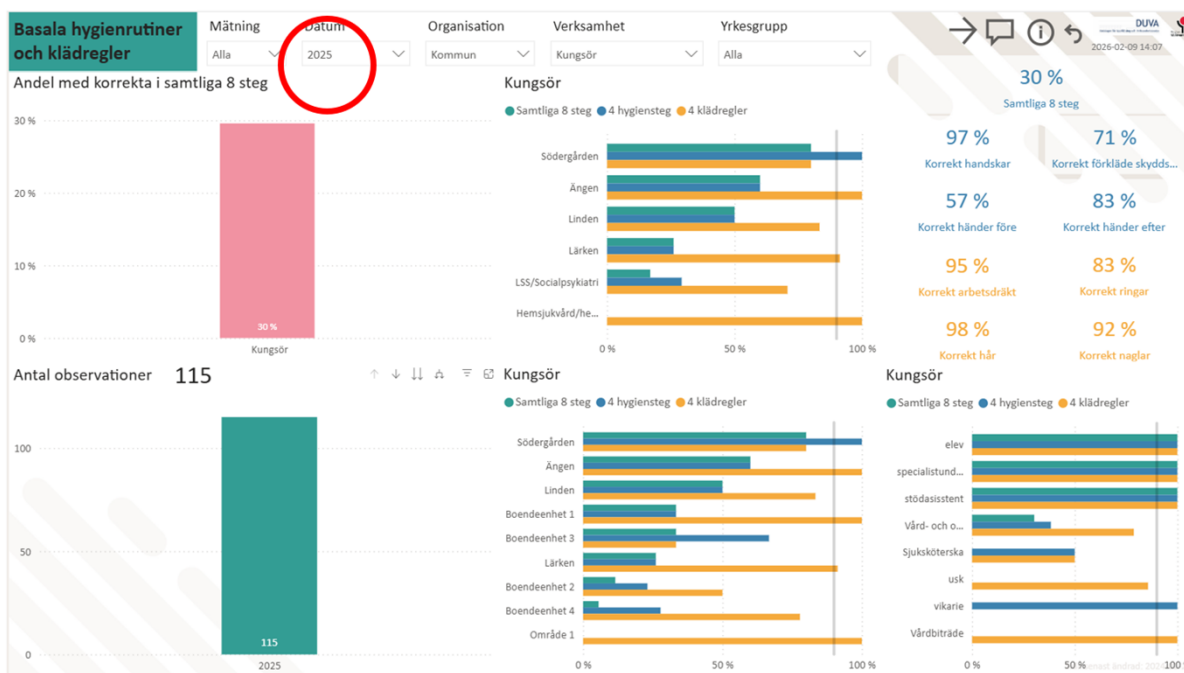 Basala hygienrutiner
och klädregler
Mätning
Alla
Datum
2025
Organisation
Kommun
Verksamhet
Kungsör
Yrkesgrupp
Alla
DUVA
2026-02-09 14:07
Andel med korrekta i samtliga 8 steg
30 %
20 %
10 %
0 %
30 %
Kungsör
Kungsör
Samtliga 8 steg 4 hygiensteg 4 klädregler
Södergården
Ängen
Linden
Lärken
LSS/Socialpsykiatri
Hemsjukvård/he...
0 % 50 % 100 %
30 %
Samtliga 8 steg
97 %
Korrekt handskar
71 %
Korrekt förkläde skydds...
57 %
Korrekt händer före
83 %
Korrekt händer efter
95 %
Korrekt arbetsdräkt
83 %
Korrekt ringar
98 %
Korrekt hår
92 %
Korrekt naglar
Antal observationer 115
100
50
0
115
2025
Kungsör
Samtliga 8 steg 4 hygiensteg 4 klädregler
Södergården
Ängen
Linden
Boendeenhet 1
Boendeenhet 3
Lärken
Boendeenhet 2
Boendeenhet 4
Område 1
0 % 50 % 100 %
Kungsör
Samtliga 8 steg 4 hygiensteg 4 klädregler
elev
specialistund...
stödasistent
Vård- och o...
Sjuksköterska
usk
vikarie
Vårdbiträde
0 % 50 % 100